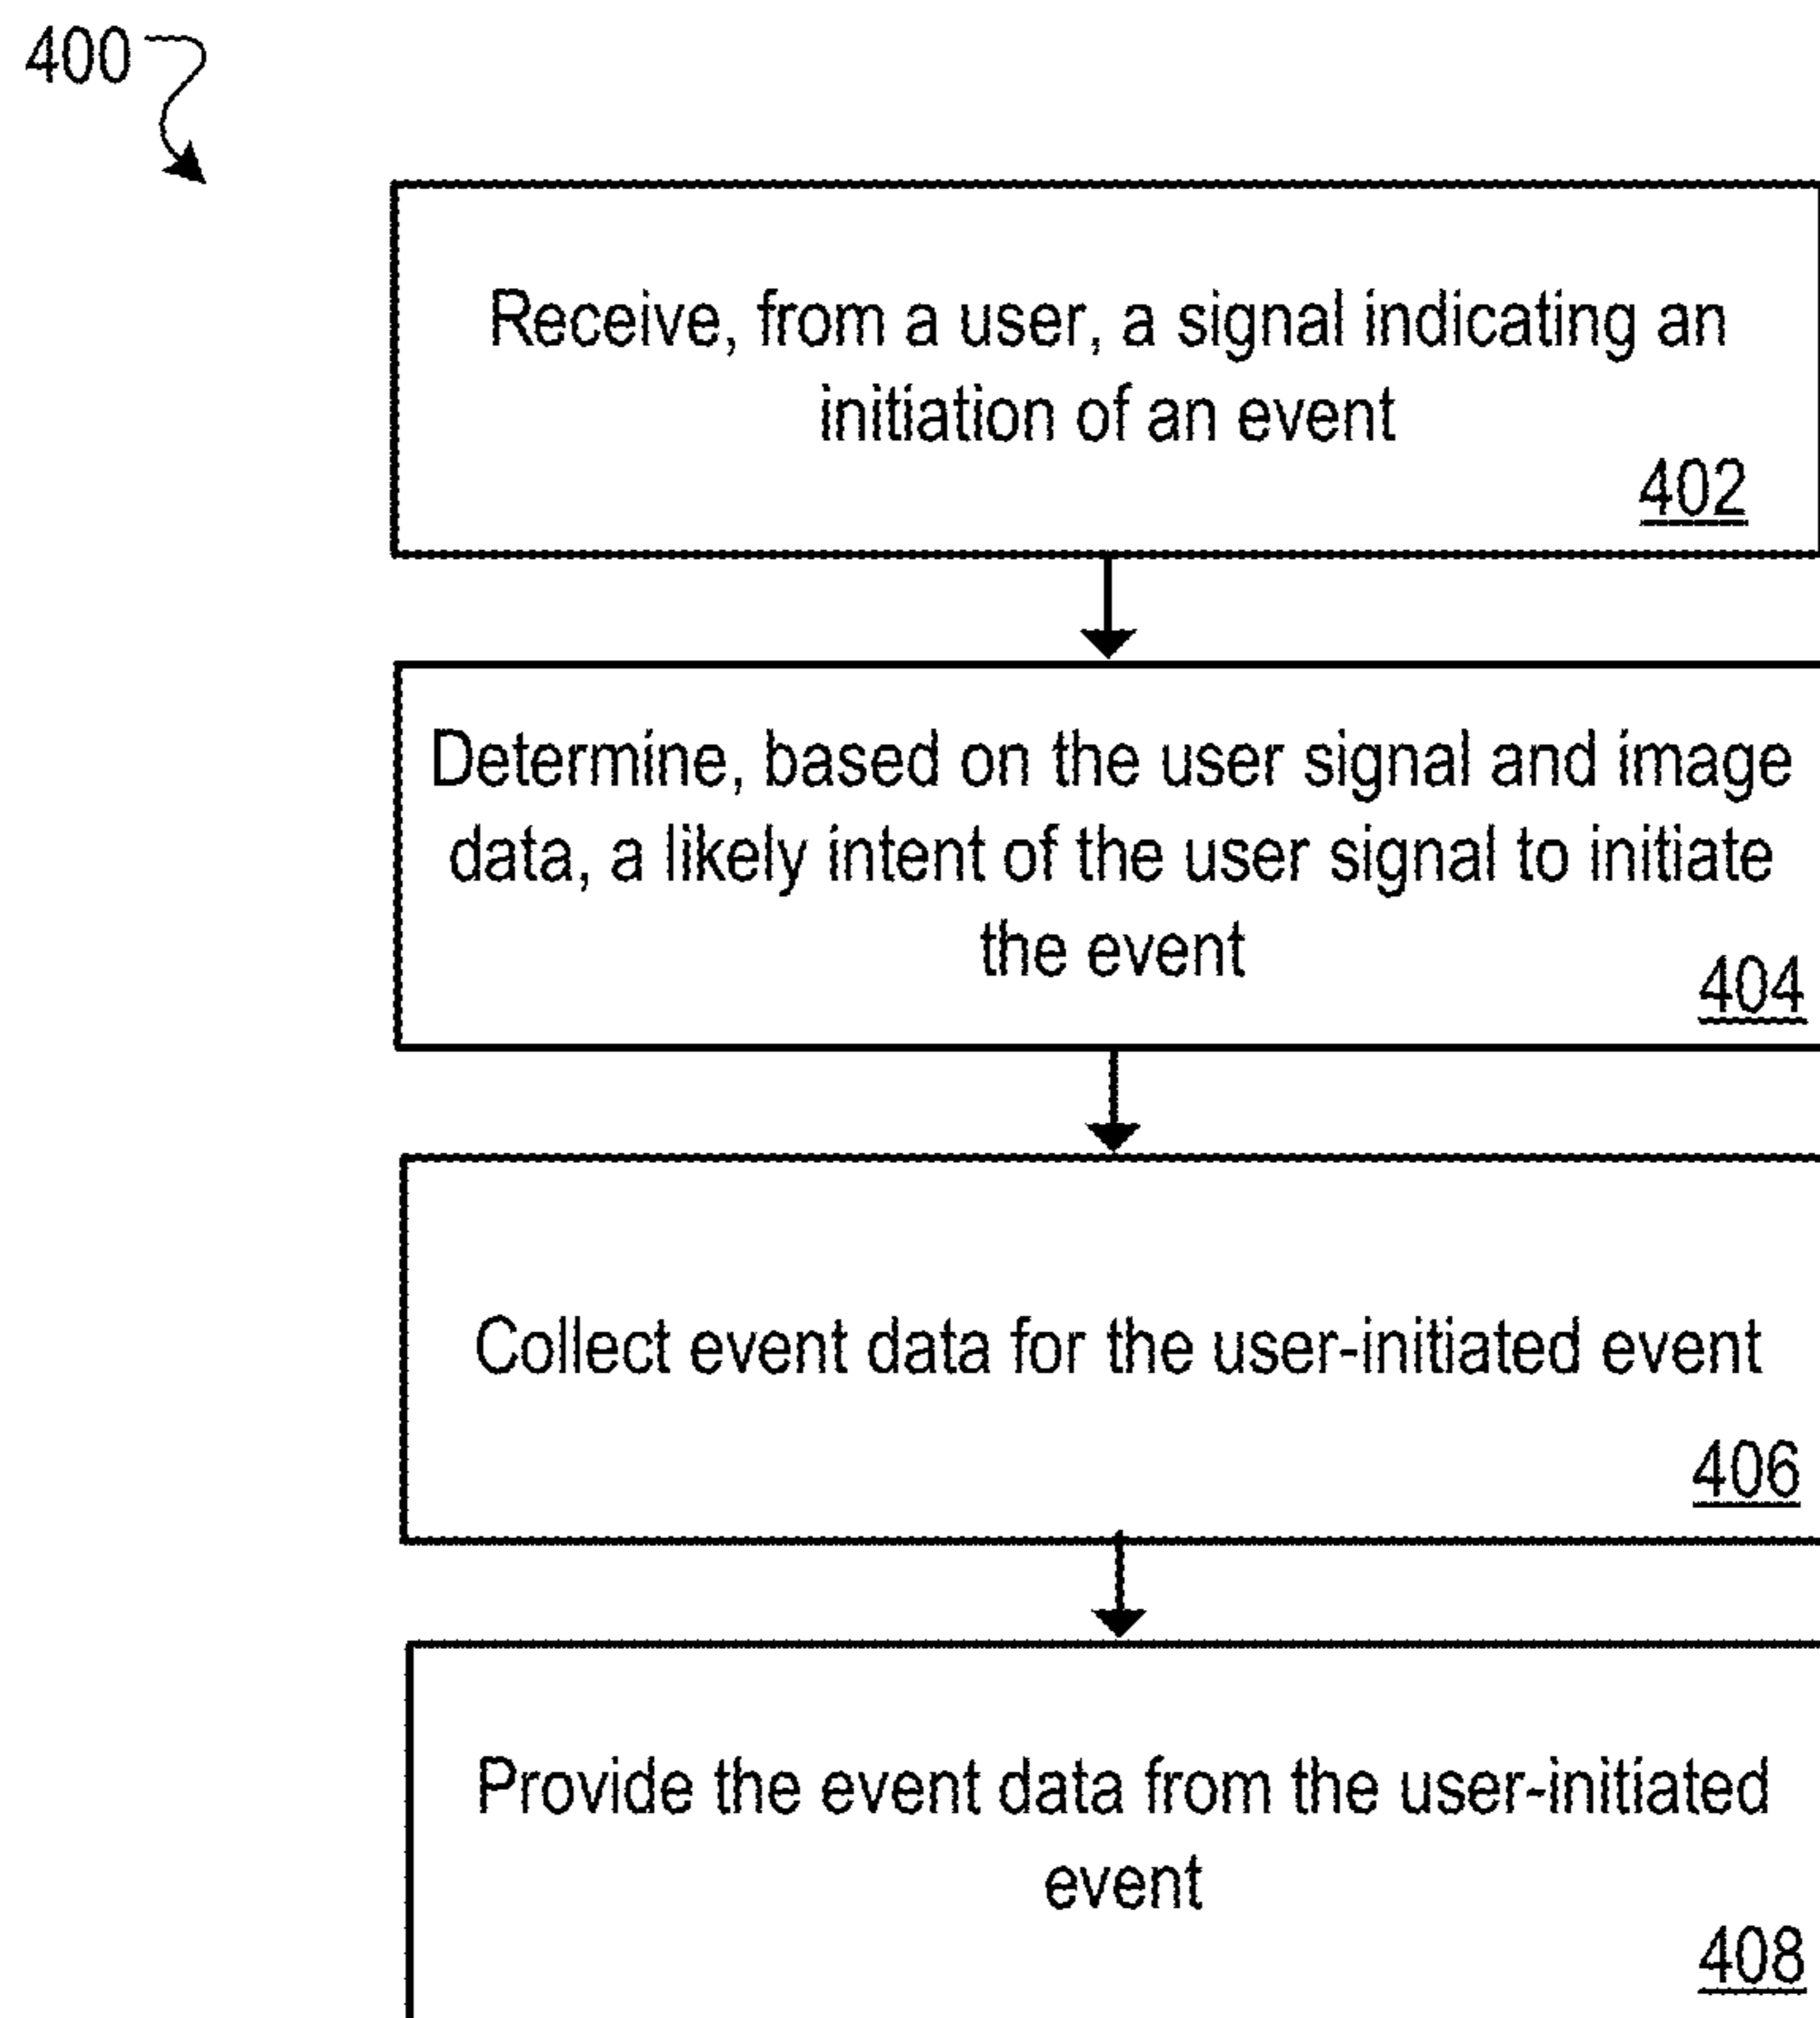 400
Receive, from a user, a signal indicating an
initiation of an event
402
Determine, based on the user signal and image
data, a likely intent of the user signal to initiate
the event
404
Collect event data for the user-initiated event
406
Provide the event data from the user-initiated
event
408